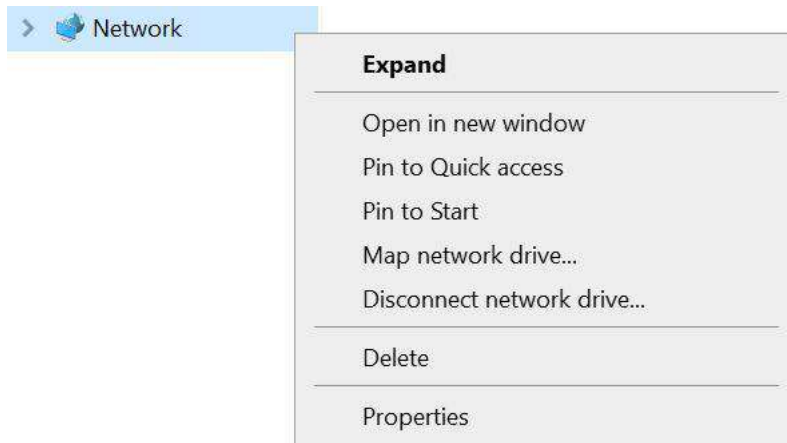 Network
Expand
Open in new window
Pin to Quick access
Pin to Start
Map network drive...
Disconnect network drive...
Delete
Properties